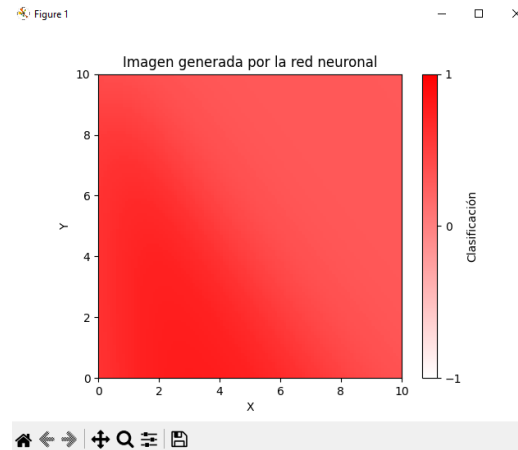 Figure 1
Imagen generada por la red neuronal
10
8
6
4
2
0
Y
0 2 4 6 8 10
X
1
0
−1
Clasificación